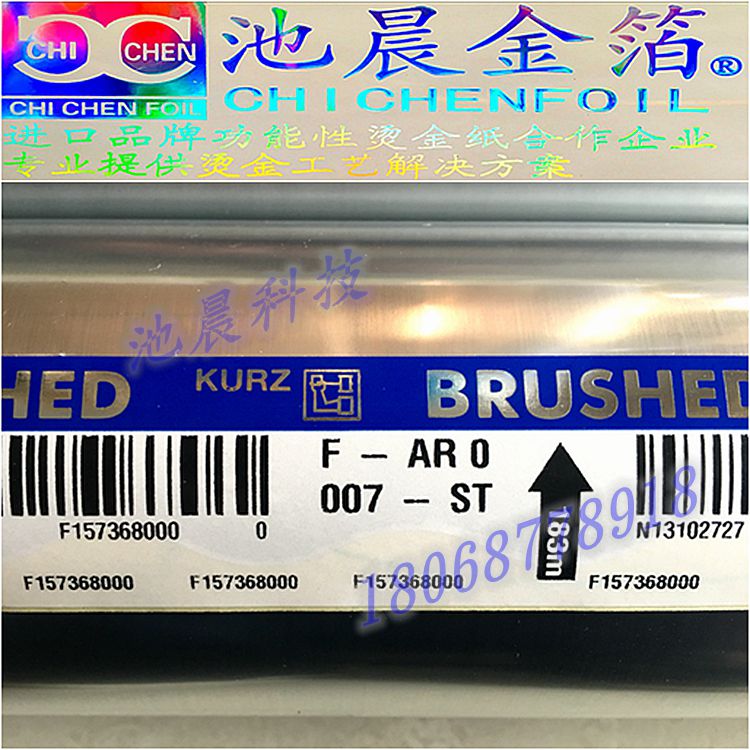 CHI CHEN
CHI CHEN FOIL
池晨金箔®
CHICHENFOIL
进口品牌功能性烫金纸合作企业
专业提供烫金工艺解决方案
池晨科技
HED KURZ BRUSHED
F - AR 0
007 - ST
183m
F157368000 0
N13102727
F157368000 F157368000 F157368000 F157368000
18068718918